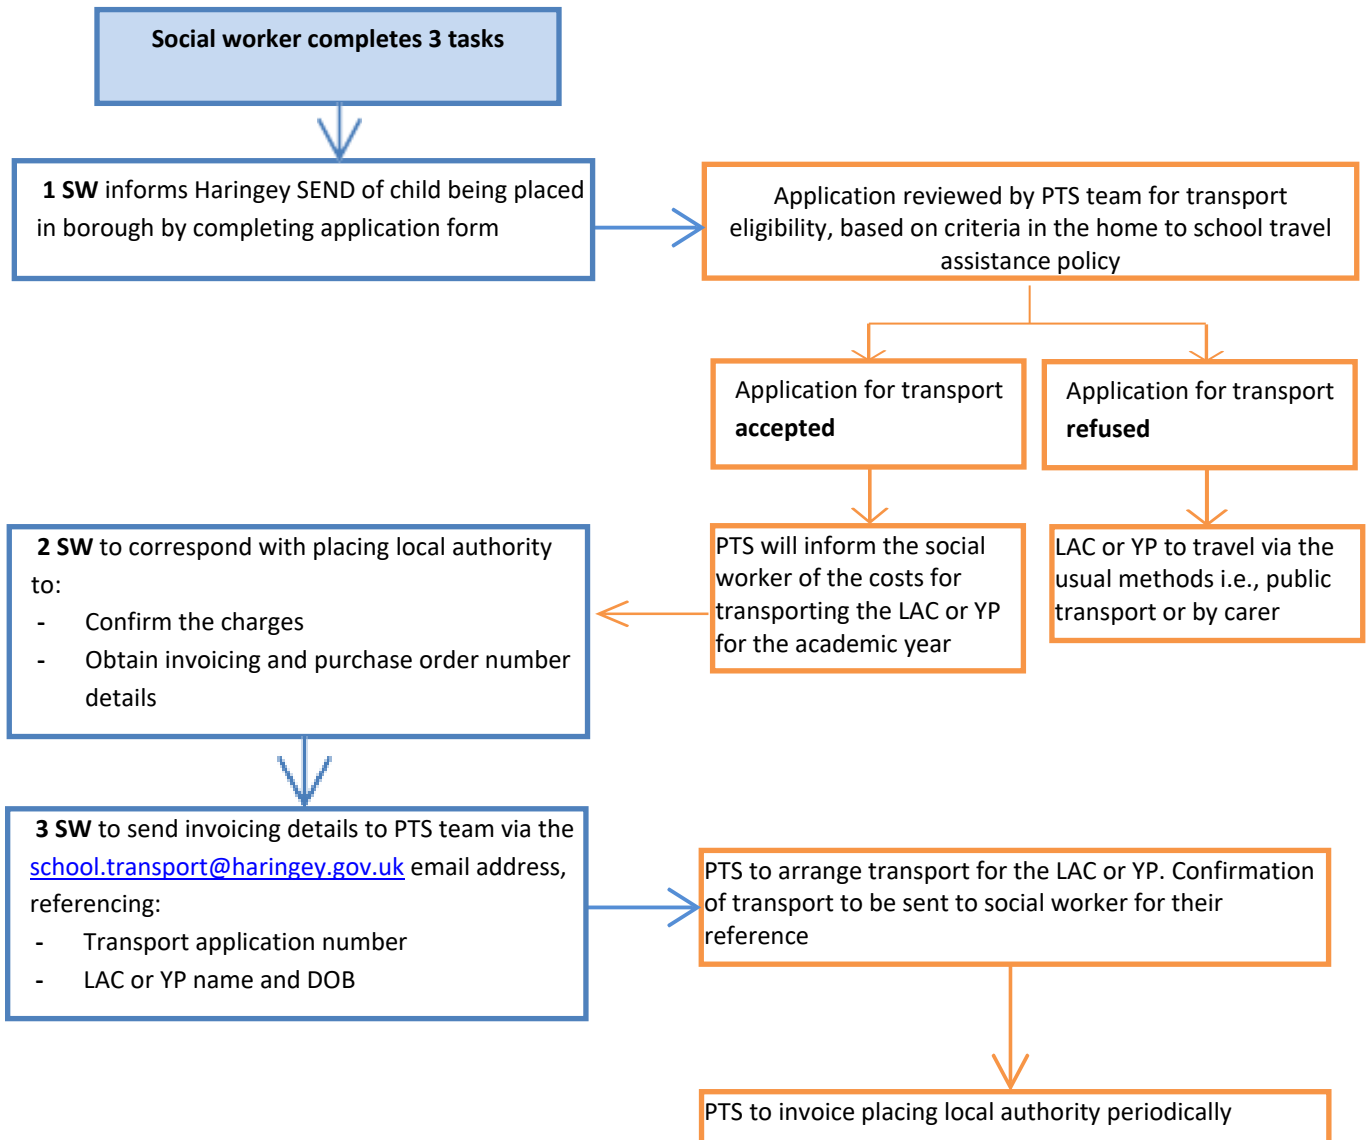 Social worker completes 3 tasks
1 SW informs Haringey SEND of child being placed
in borough by completing application form
Application reviewed by PTS team for transport
eligibility, based on criteria in the home to school travel
assistance policy
Application for transport
accepted
Application for transport
refused
PTS will inform the social
worker of the costs for
transporting the LAC or YP
for the academic year
LAC or YP to travel via the
usual methods i.e., public
transport or by carer
2 SW to correspond with placing local authority
to:
- Confirm the charges
- Obtain invoicing and purchase order number
details
3 SW to send invoicing details to PTS team via the
school.transport@haringey.gov.uk email address,
referencing:
- Transport application number
- LAC or YP name and DOB
PTS to arrange transport for the LAC or YP. Confirmation
of transport to be sent to social worker for their
reference
PTS to invoice placing local authority periodically